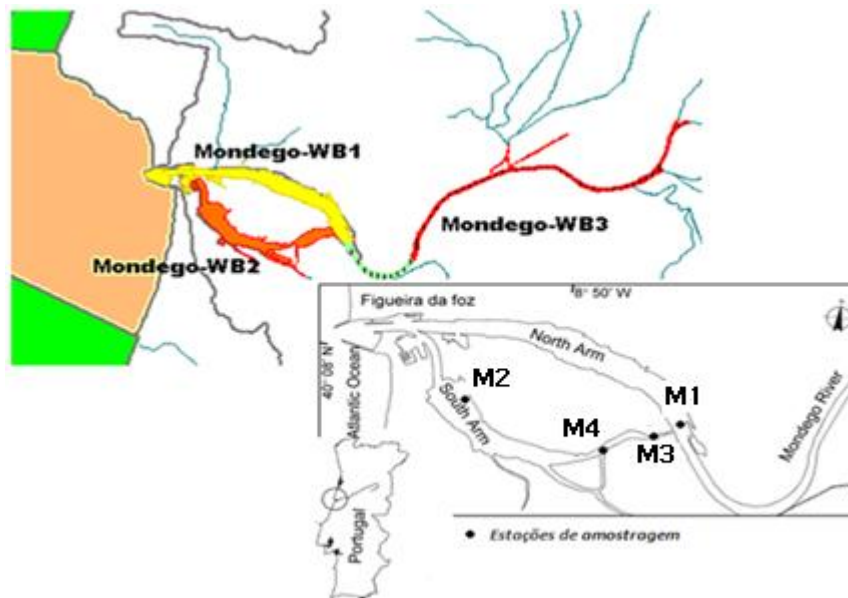 Mondego-WB1
Mondego-WB3
Mondego-WB2
8° 50' W
Figueira da foz
North Arm
40° 08' N
Atlantic Ocean
M2
South Arm
M1
M4
M3
Mondego River
Portugal
Estações de amostragem